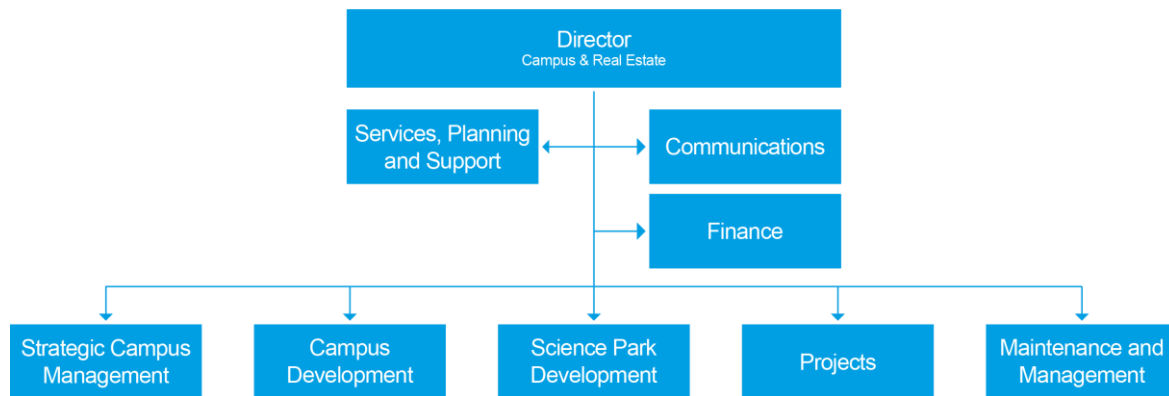 Director
Campus & Real Estate
Services, Planning
and Support
Communications
Finance
Strategic Campus
Management
Campus
Development
Science Park
Development
Projects
Maintenance and
Management